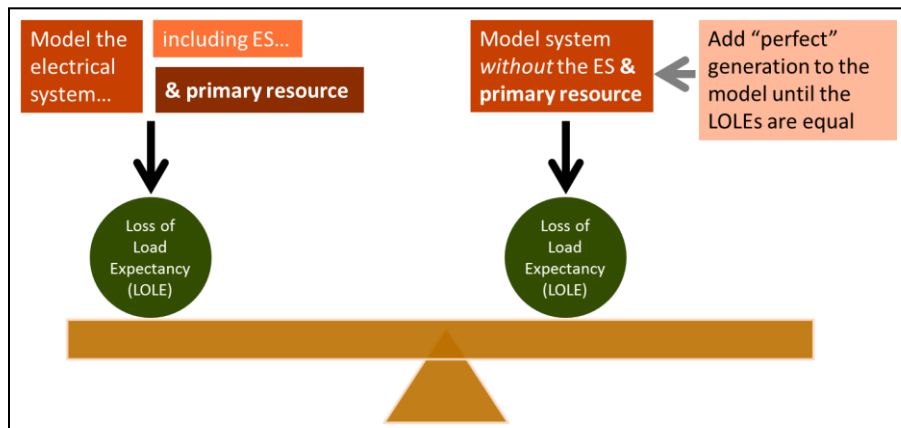 Model the
electrical
system…
including ES…
& primary resource
Model system
without the ES &
primary resource
Add “perfect”
generation to the
model until the
LOLEs are equal
Loss of
Load
Expectancy
(LOLE)
Loss of
Load
Expectancy
(LOLE)